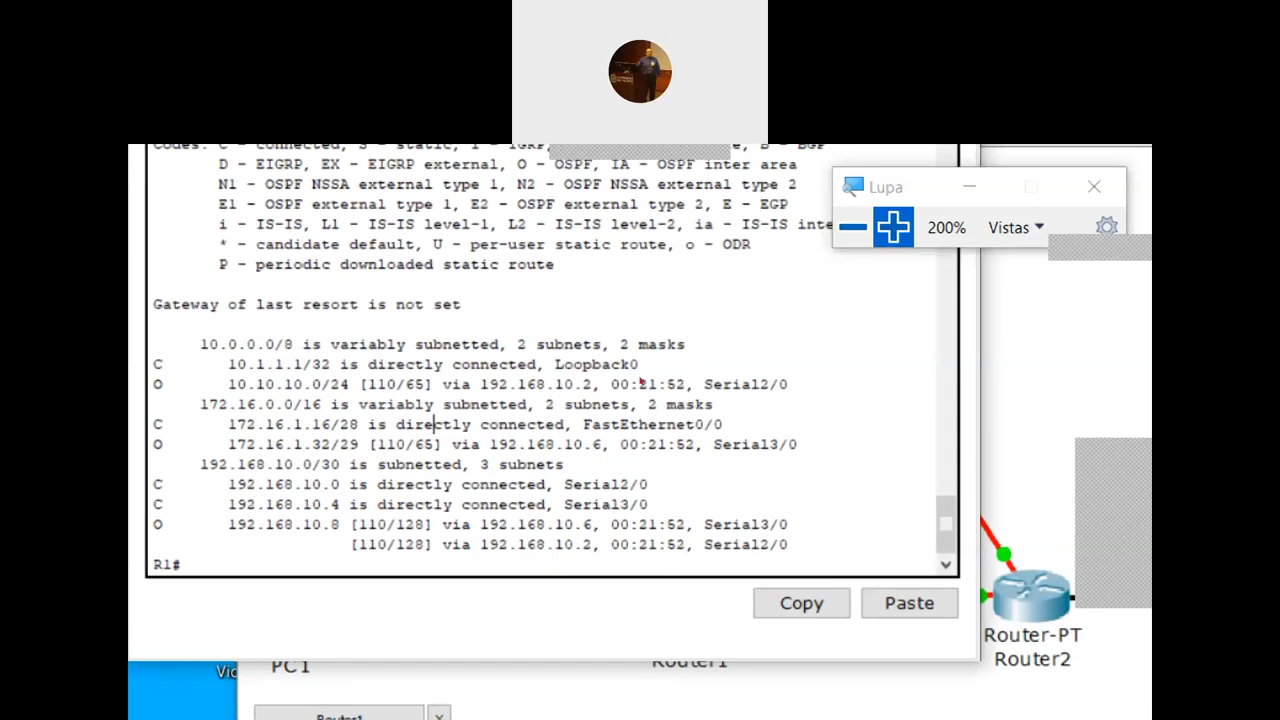 Codes: C - connected, S - static, I - IGRP,
D - EIGRP, EX - EIGRP external, O - OSPF, IA - OSPF inter area
N1 - OSPF NSSA external type 1, N2 - OSPF NSSA external type 2
E1 - OSPF external type 1, E2 - OSPF external type 2, E - EGP
i - IS-IS, L1 - IS-IS level-1, L2 - IS-IS level-2, ia - IS-IS inte
* - candidate default, U - per-user static route, o - ODR
P - periodic downloaded static route
Gateway of last resort is not set
10.0.0.0/8 is variably subnetted, 2 subnets, 2 masks
C 10.1.1.1/32 is directly connected, Loopback0
O 10.10.10.0/24 [110/65] via 192.168.10.2, 00:21:52, Serial2/0
172.16.0.0/16 is variably subnetted, 2 subnets, 2 masks
C 172.16.1.16/28 is directly connected, FastEthernet0/0
O 172.16.1.32/29 [110/65] via 192.168.10.6, 00:21:52, Serial3/0
192.168.10.0/30 is subnetted, 3 subnets
C 192.168.10.0 is directly connected, Serial2/0
C 192.168.10.4 is directly connected, Serial3/0
O 192.168.10.8 [110/128] via 192.168.10.6, 00:21:52, Serial3/0
[110/128] via 192.168.10.2, 00:21:52, Serial2/0
R1#
Copy
Paste
Lupa
200%
Vistas
Router-PT
Router2
PC1
Router1
Vic
Router1